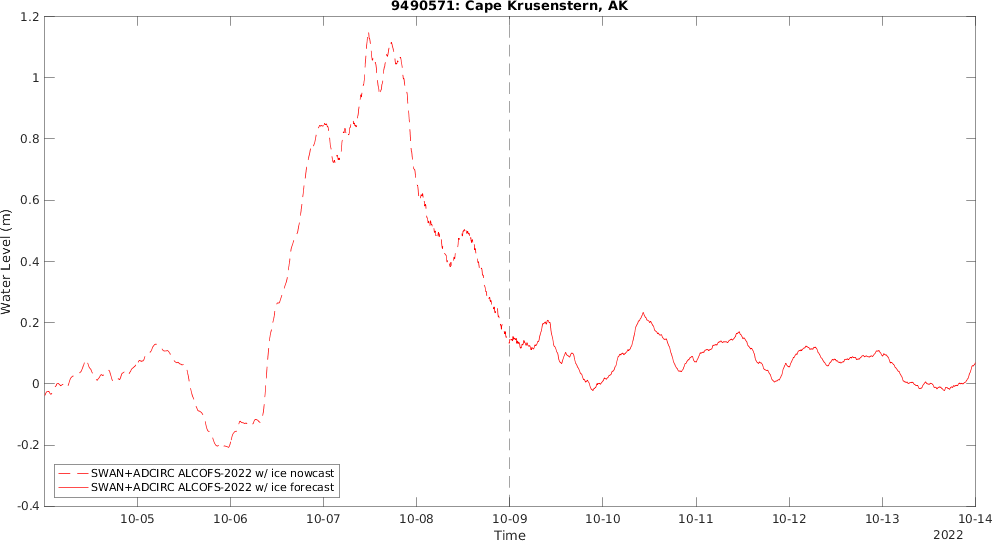 9490571: Cape Krusenstern, AK
1.2
1
0.8
0.6
0.4
0.2
0
-0.2
-0.4
Water Level (m)
SWAN+ADCIRC ALCOFS-2022 w/ ice nowcast
SWAN+ADCIRC ALCOFS-2022 w/ ice forecast
10-05 10-06 10-07 10-08 10-09 10-10 10-11 10-12 10-13 10-14
Time
2022